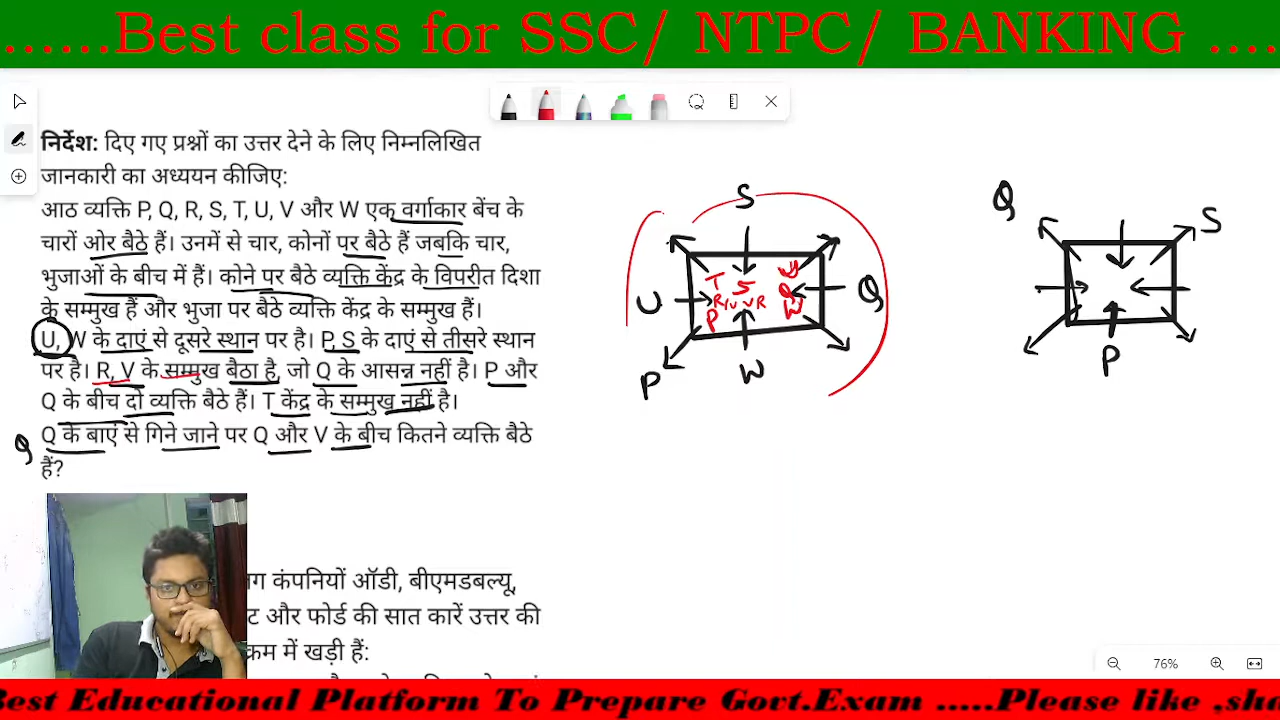 ......Best class for SSC/ NTPC/ BANKING ....
निर्देश: दिए गए प्रश्नों का उत्तर देने के लिए निम्नलिखित
जानकारी का अध्ययन कीजिए:
आठ व्यक्ति P, Q, R, S, T, U, V और W एक वर्गाकार बेंच के
चारों ओर बैठे हैं। उनमें से चार, कोनों पर बैठे हैं जबकि चार,
भुजाओं के बीच में हैं। कोने पर बैठे व्यक्ति केंद्र के विपरीत दिशा
के सम्मुख हैं और भुजा पर बैठे व्यक्ति केंद्र के सम्मुख हैं।
U, W के दाएं से दूसरे स्थान पर है। P, S के दाएं से तीसरे स्थान
पर है। R, V के सम्मुख बैठा है, जो Q के आसन्न नहीं है। P और
Q के बीच दो व्यक्ति बैठे हैं। T केंद्र के सम्मुख नहीं है।
Q के बाएं से गिने जाने पर Q और V के बीच कितने व्यक्ति बैठे
हैं?
Q
S
U
Q
P
W
T
S
P
W
Q
S
P
ग कंपनियों ऑडी, बीएमडबल्यू,
ट और फोर्ड की सात कारें उत्तर की
क्रम में खड़ी हैं:
76%
Best Educational Platform To Prepare Govt.Exam .....Please like ,sha